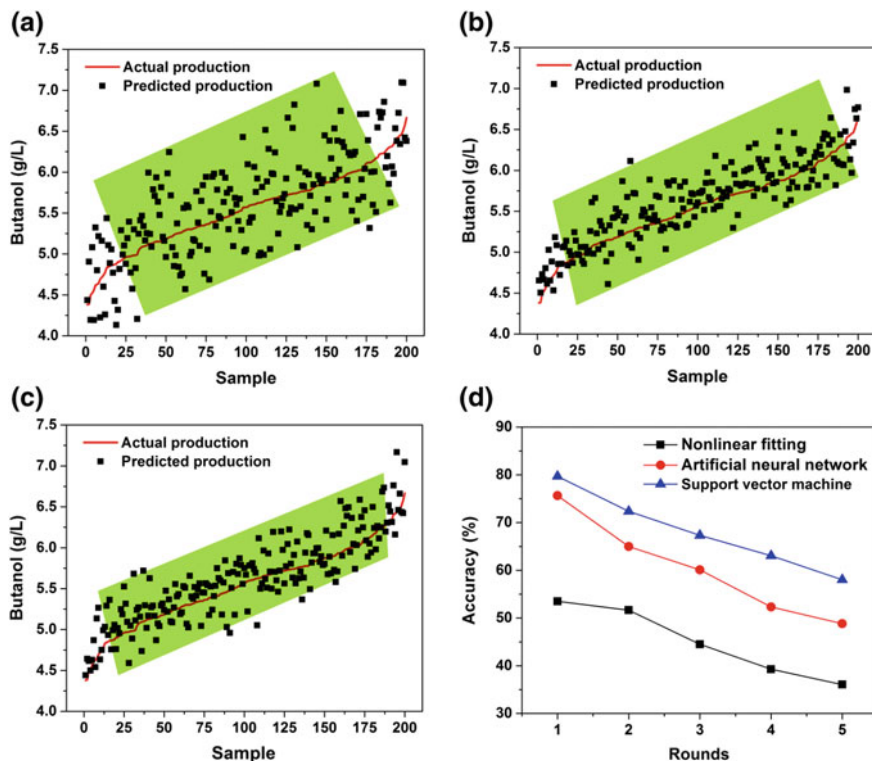 (a)
7.5
7.0
6.5
6.0
5.5
5.0
4.5
4.0
Butanol (g/L)
Actual production
Predicted production
0 25 50 75 100 125 150 175 200
Sample
(b)
7.5
7.0
6.5
6.0
5.5
5.0
4.5
4.0
Butanol (g/L)
Actual production
Predicted production
0 25 50 75 100 125 150 175 200
Sample
(c)
7.5
7.0
6.5
6.0
5.5
5.0
4.5
4.0
Butanol (g/L)
Actual production
Predicted production
0 25 50 75 100 125 150 175 200
Sample
(d)
90
80
70
60
50
40
30
Accuracy (%)
Nonlinear fitting
Artificial neural network
Support vector machine
1 2 3 4 5
Rounds